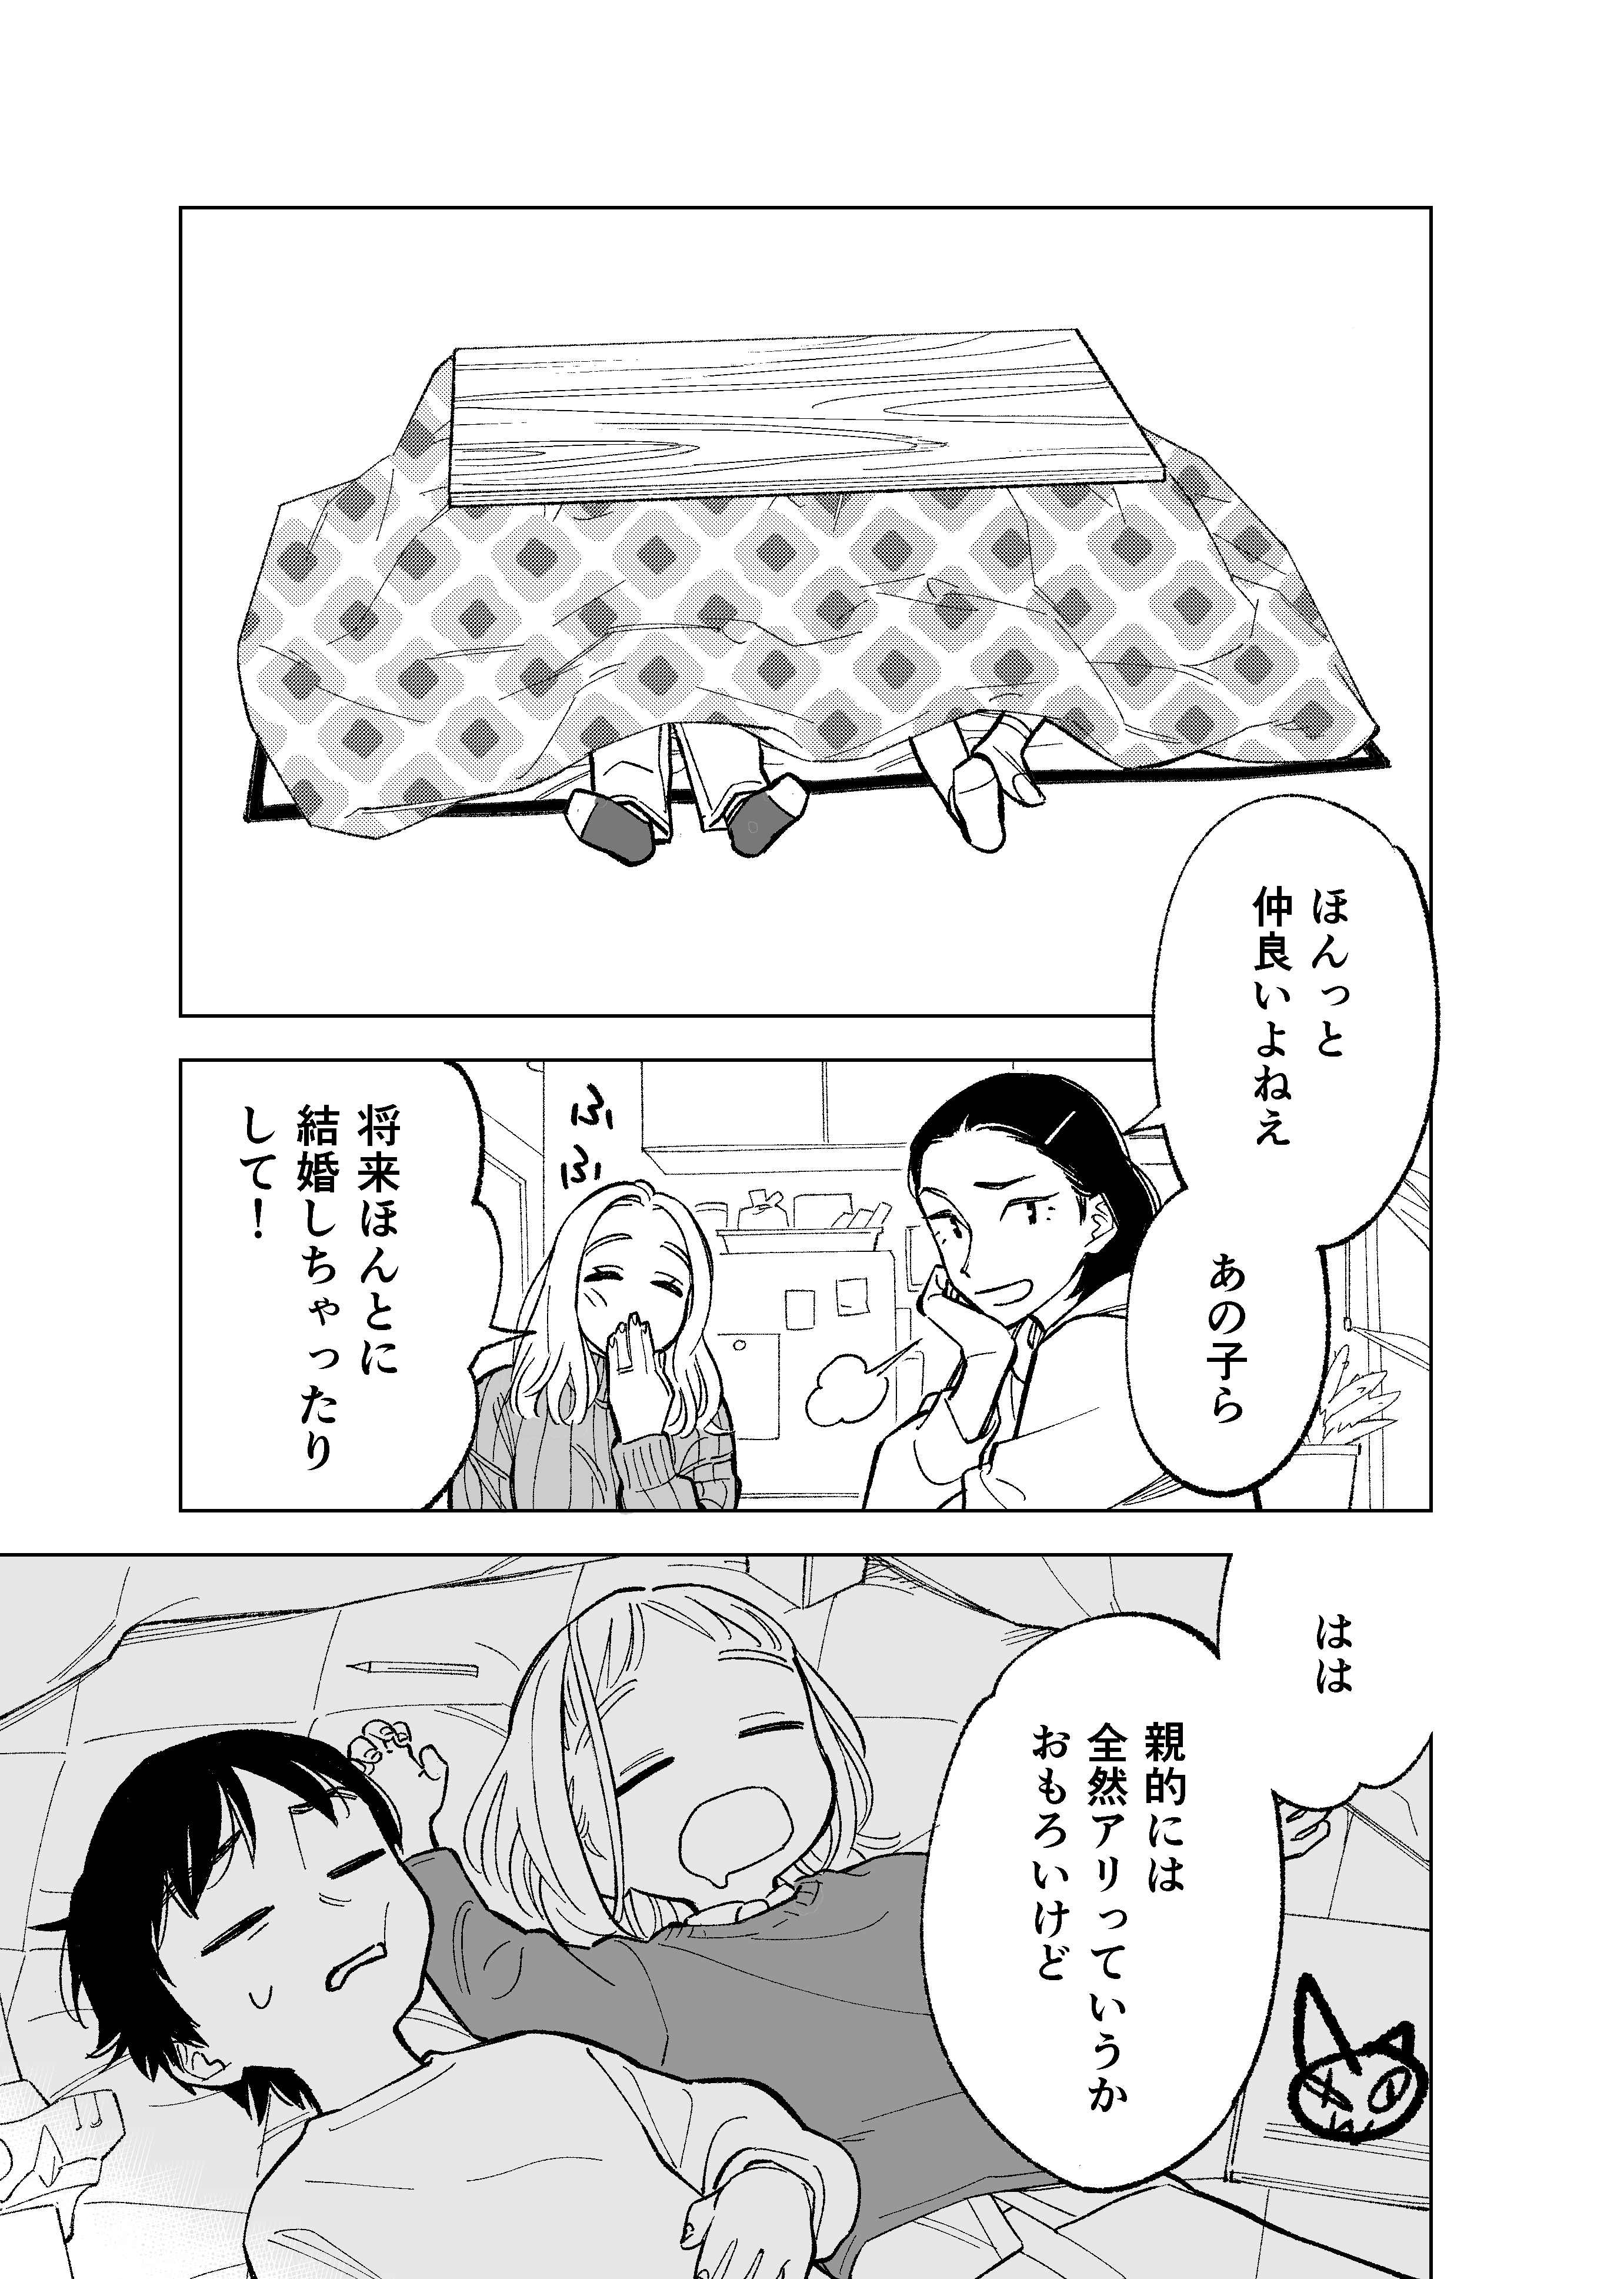 ほんっと
仲良いよねえ
あの子ら
ふふ
将来ほんとに
結婚しちゃったり
して！
はは
親的には
全然アリっていうか
おもろいけど